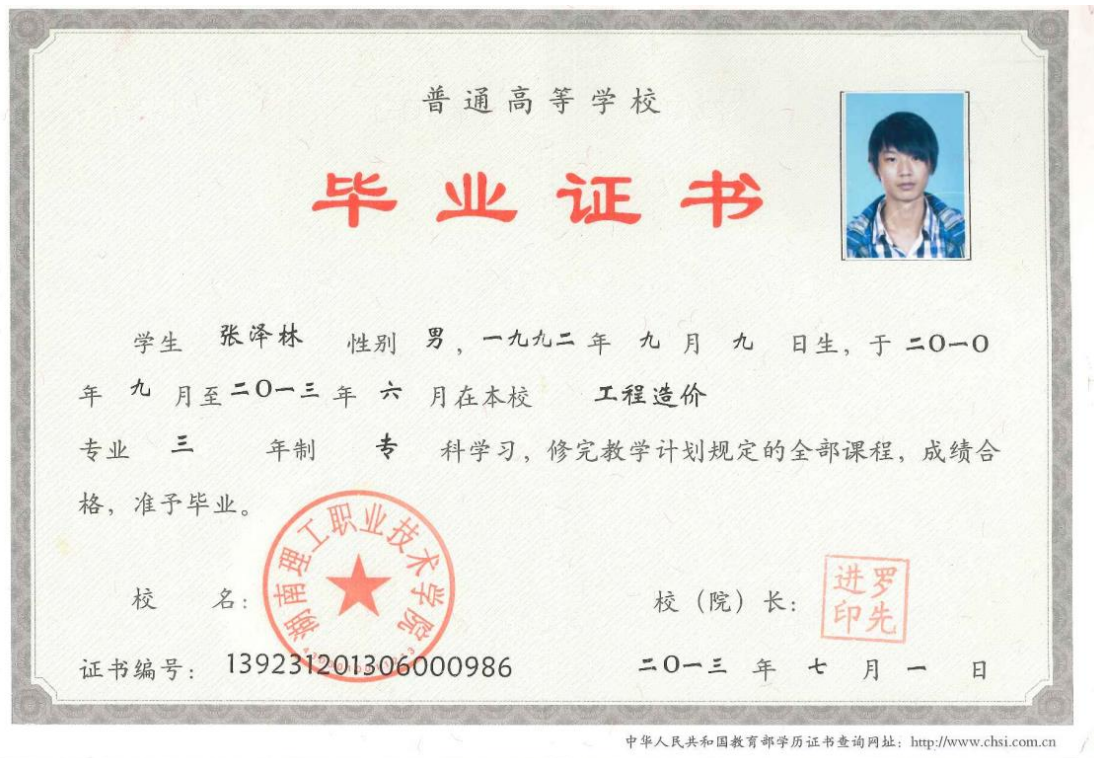 普通高等学校
毕业证书
学生 张泽林 性别 男，一九九二 年 九 月 九 日生，于 二〇一〇
年 九 月至 二〇一三 年 六 月在本校 工程造价
专业 三 年制 专 科学习，修完教学计划规定的全部课程，成绩合
格，准予毕业。
湖南理工职业技术学院
校 名：
校（院）长：
罗先进印
证书编号：139231201306000986
二〇一三 年 七 月 一 日
中华人民共和国教育部学历证书查询网址：http://www.chsi.com.cn